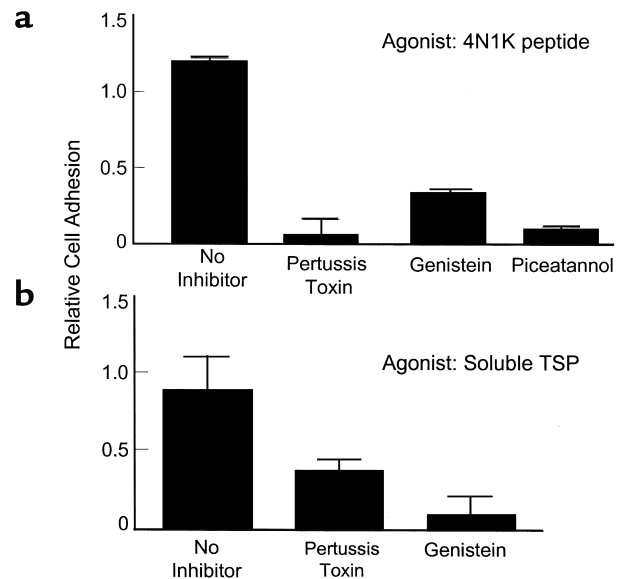 a
Relative Cell Adhesion
1.5
1.0
0.5
0
Agonist: 4N1K peptide
No
Inhibitor
Pertussis
Toxin
Genistein
Piceatannol
b
1.5
1.0
0.5
0
Agonist: Soluble TSP
No
Inhibitor
Pertussis
Toxin
Genistein